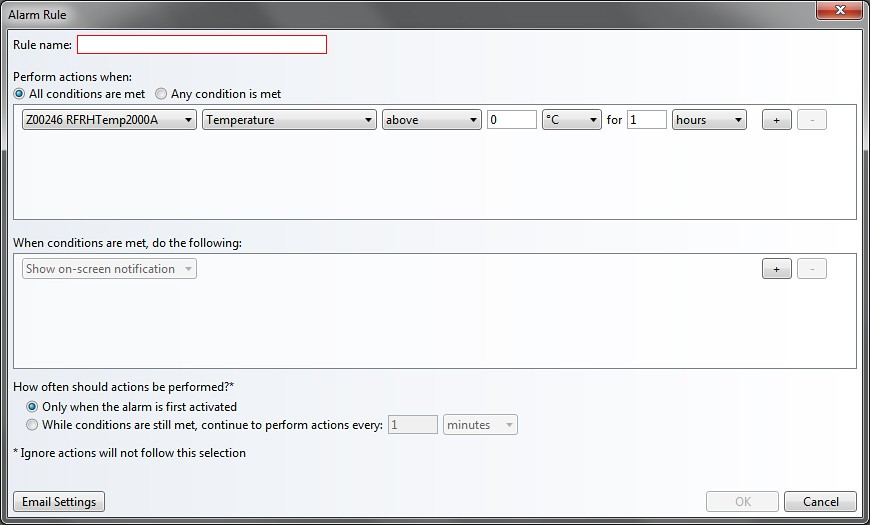 Alarm Rule
Rule name:
Perform actions when:
All conditions are met Any condition is met
Z00246 RFRHTemp2000A Temperature above 0 °C for 1 hours + -
When conditions are met, do the following:
Show on-screen notification + -
How often should actions be performed?*
Only when the alarm is first activated
While conditions are still met, continue to perform actions every: 1 minutes
* Ignore actions will not follow this selection
Email Settings OK Cancel